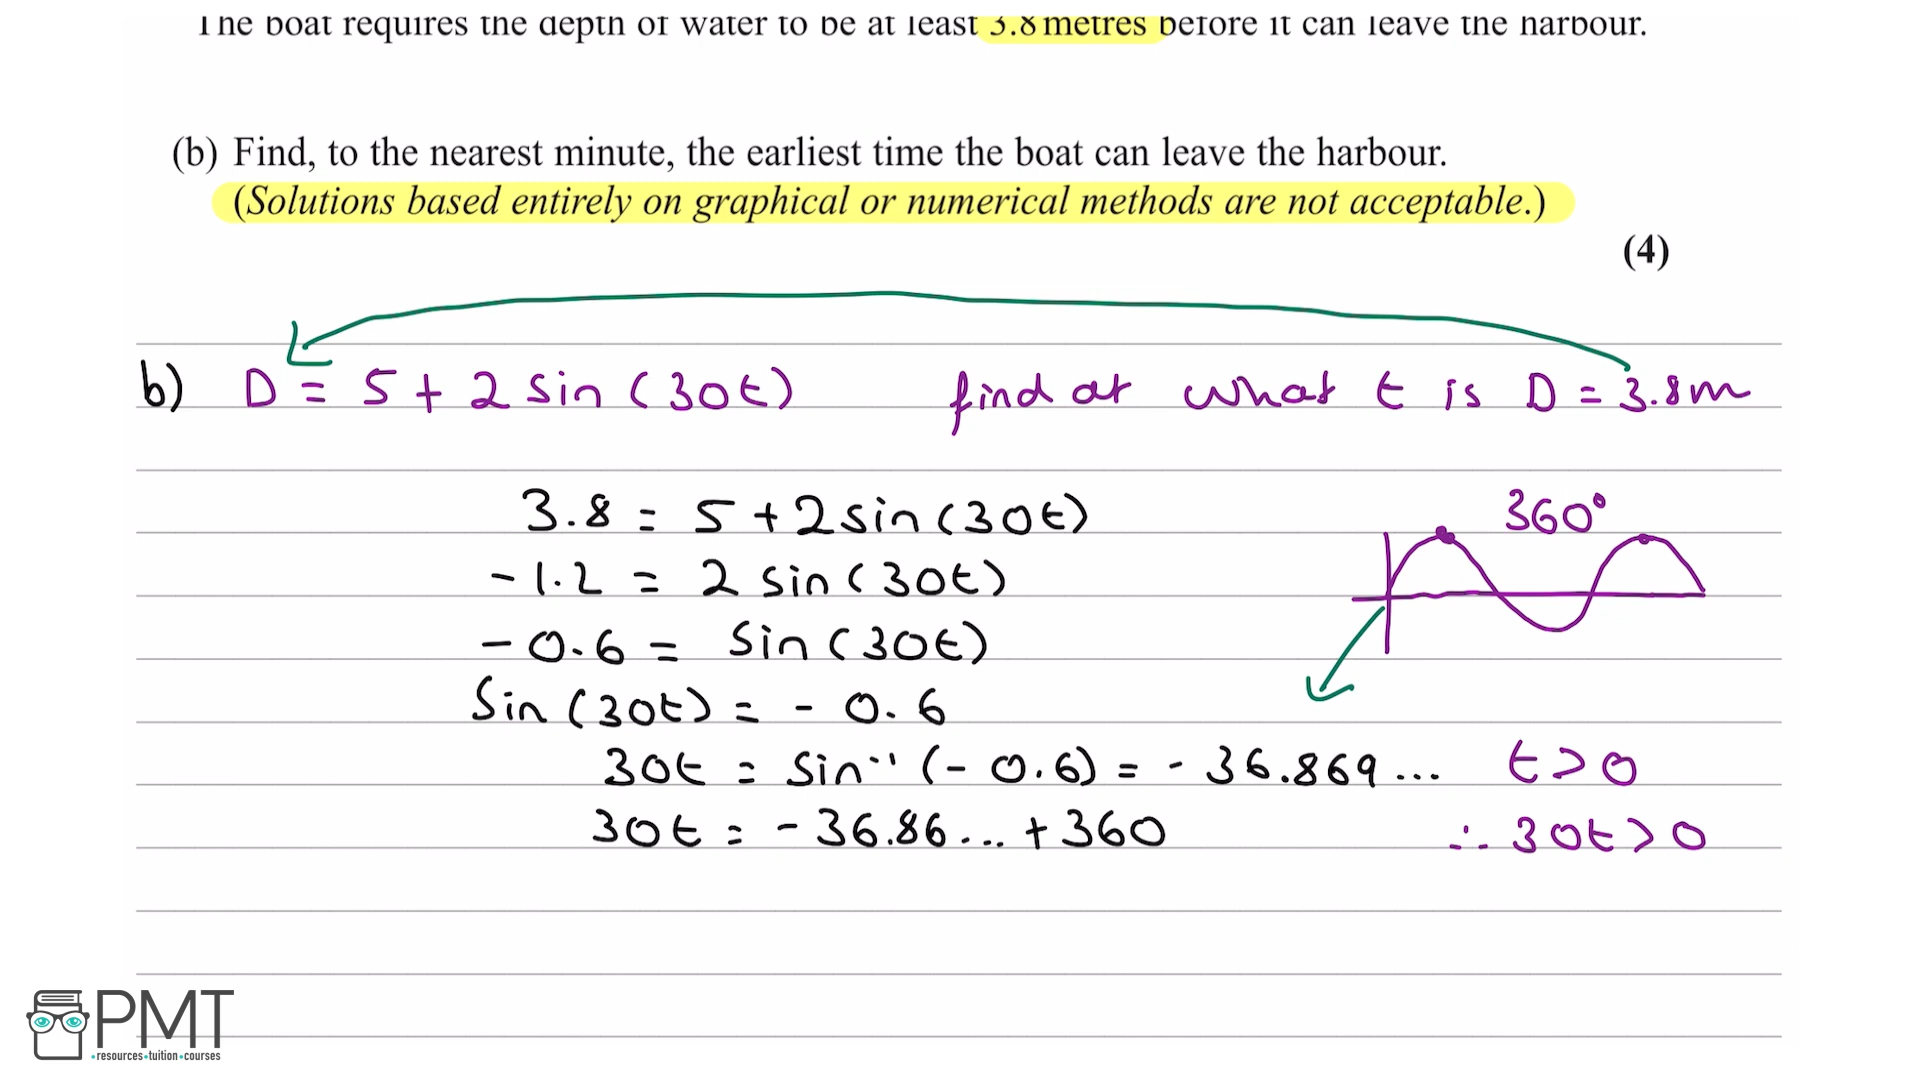 The boat requires the depth of water to be at least 3.8 metres before it can leave the harbour.
(b) Find, to the nearest minute, the earliest time the boat can leave the harbour.
(Solutions based entirely on graphical or numerical methods are not acceptable.)
(4)
b) D = 5 + 2 sin (30t) find at what t is D = 3.8m
3.8 = 5 + 2 sin (30t)
360°
-1.2 = 2 sin (30t)
-0.6 = sin (30t)
Sin (30t) = -0.6
30t = sin⁻¹ (-0.6) = -36.869... t > 0
30t = -36.86... + 360 ∴ 30t > 0
PMT
•resources•tuition•courses